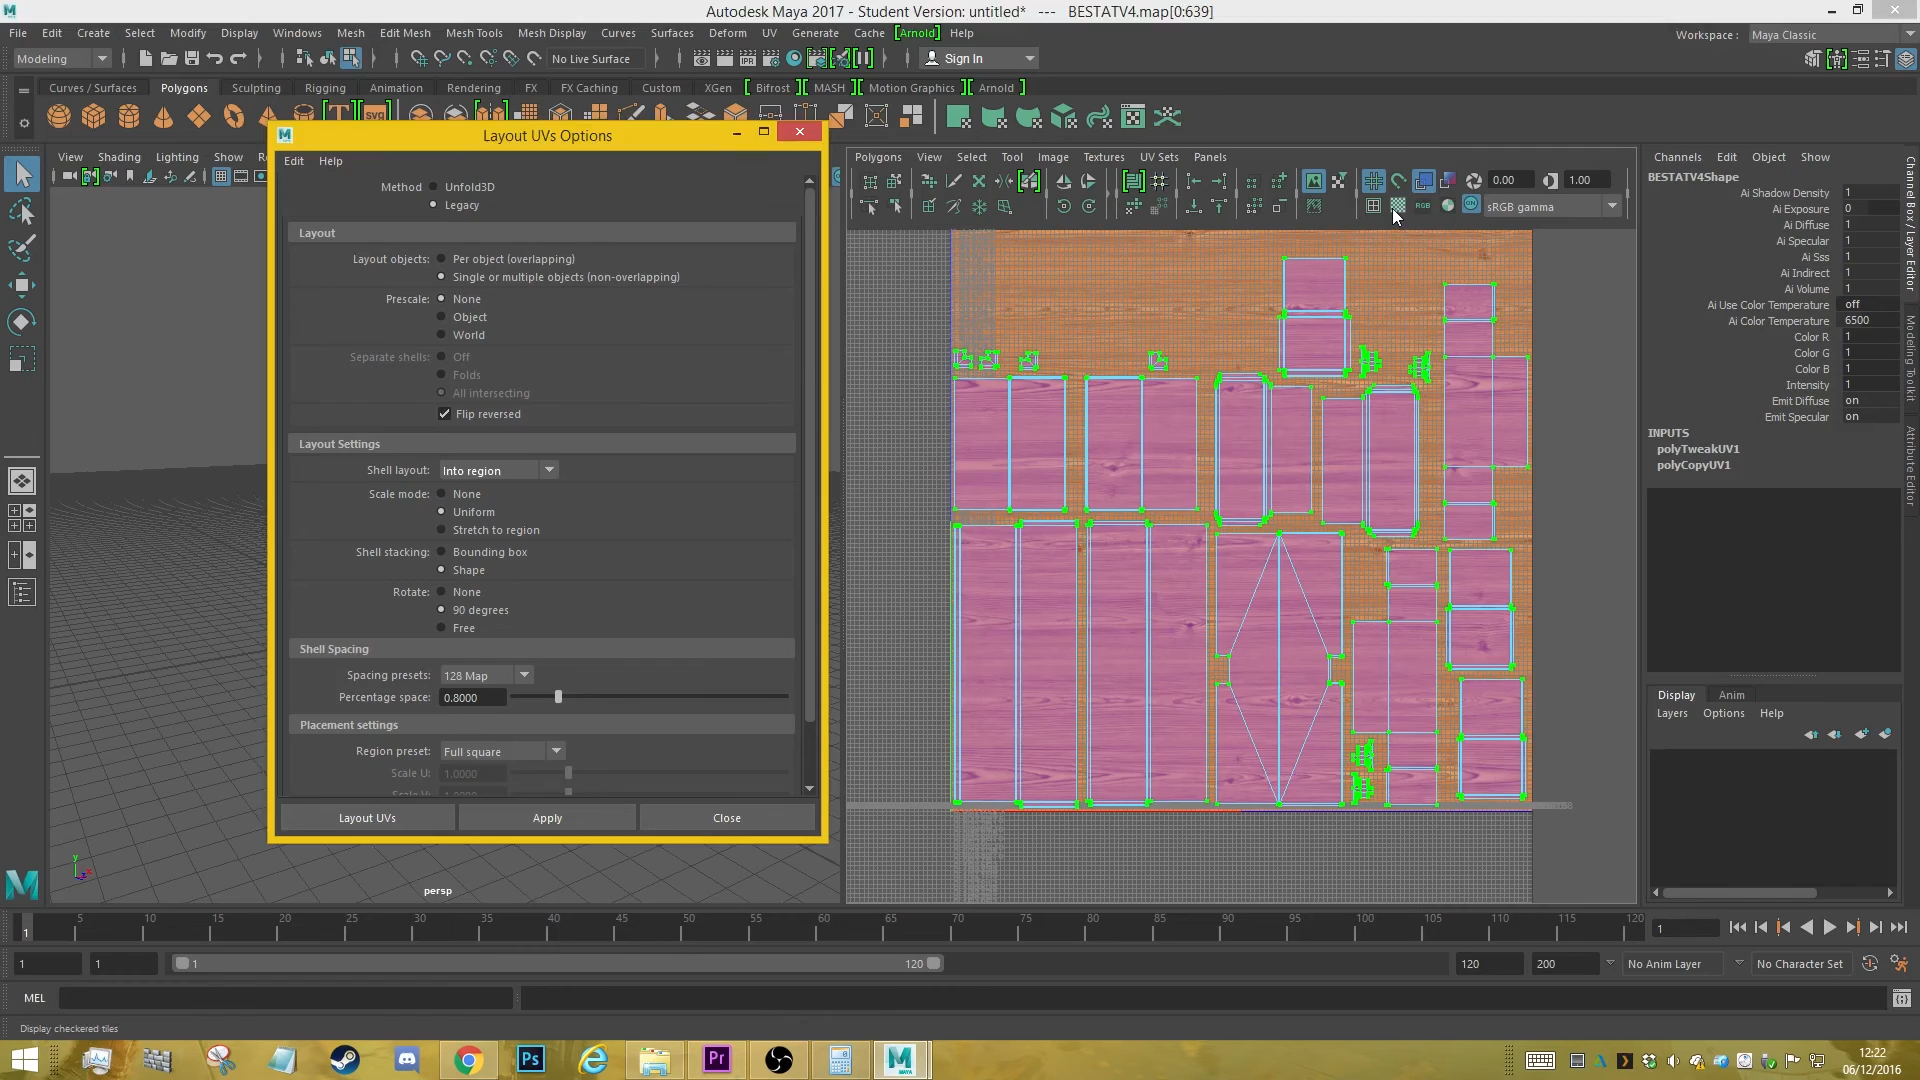 Autodesk Maya 2017 - Student Version: untitled* --- BESTATV4.map[0:639]
File Edit Create Select Modify Display Windows Mesh Edit Mesh Mesh Tools Mesh Display Curves Surfaces Deform UV Generate Cache [Arnold] Help
Workspace : Maya Classic
Modeling No Live Surface Sign In
Curves / Surfaces Polygons Sculpting Rigging Animation Rendering FX FX Caching Custom XGen Bifrost MASH Motion Graphics Arnold
Layout UVs Options
Edit Help
Method Unfold3D
Legacy
Layout
Layout objects: Per object (overlapping)
Single or multiple objects (non-overlapping)
Prescale: None
Object
World
Separate shells: Off
Folds
All intersecting
Flip reversed
Layout Settings
Shell layout: Into region
Scale mode: None
Uniform
Stretch to region
Shell stacking: Bounding box
Shape
Rotate: None
90 degrees
Free
Shell Spacing
Spacing presets: 128 Map
Percentage space: 0.8000
Placement settings
Region preset: Full square
Scale U: 1.0000
Layout UVs Apply Close
View Shading Lighting Show
persp
Polygons View Select Tool Image Textures UV Sets Panels
0.00 1.00
RGB ON sRGB gamma
Channels Edit Object Show
BESTATV4Shape
Ai Shadow Density 1
Ai Exposure 0
Ai Diffuse 1
Ai Specular 1
Ai Sss 1
Ai Indirect 1
Ai Volume 1
Ai Use Color Temperature off
Ai Color Temperature 6500
Color R 1
Color G 1
Color B 1
Intensity 1
Emit Diffuse on
Emit Specular on
INPUTS
polyTweakUV1
polyCopyUV1
Channel Box / Layer Editor
Modeling Toolkit
Attribute Editor
Display Anim
Layers Options Help
5 10 15 20 25 30 35 40 45 50 55 60 65 70 75 80 85 90 95 100 105 110 115 120
1 1
1 1 1 120 120 200 No Anim Layer No Character Set
MEL
Display checkered tiles
12:22
06/12/2016